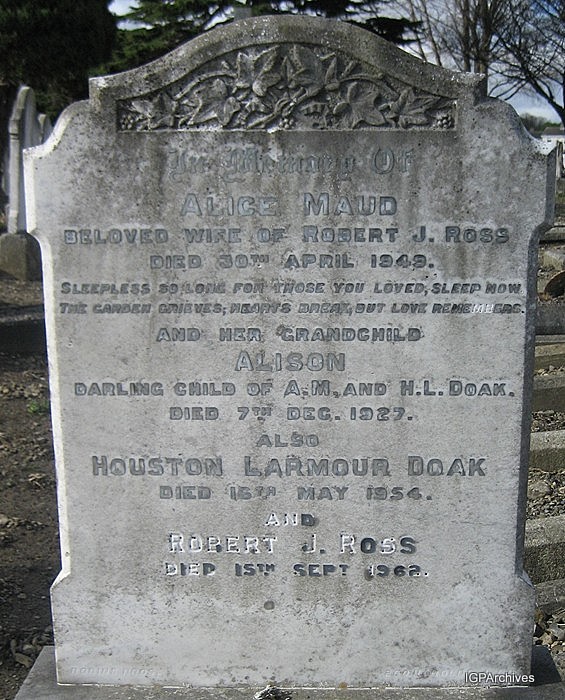 In Memory Of
ALICE MAUD
BELOVED WIFE OF ROBERT J. ROSS
DIED 30TH APRIL 1949.
SLEEPLESS SO LONG FOR THOSE YOU LOVED, SLEEP NOW
THE GARDEN GRIEVES, HEARTS BREAK, BUT LOVE REMEMBERS.
AND HER GRANDCHILD
ALISON
DARLING CHILD OF A.M. AND H.L. DOAK.
DIED 7TH DEC. 1927.
ALSO
HOUSTON LARMOUR DOAK
DIED 16TH MAY 1954.
AND
ROBERT J. ROSS
DIED 15TH SEPT 1962.
IGPArchives